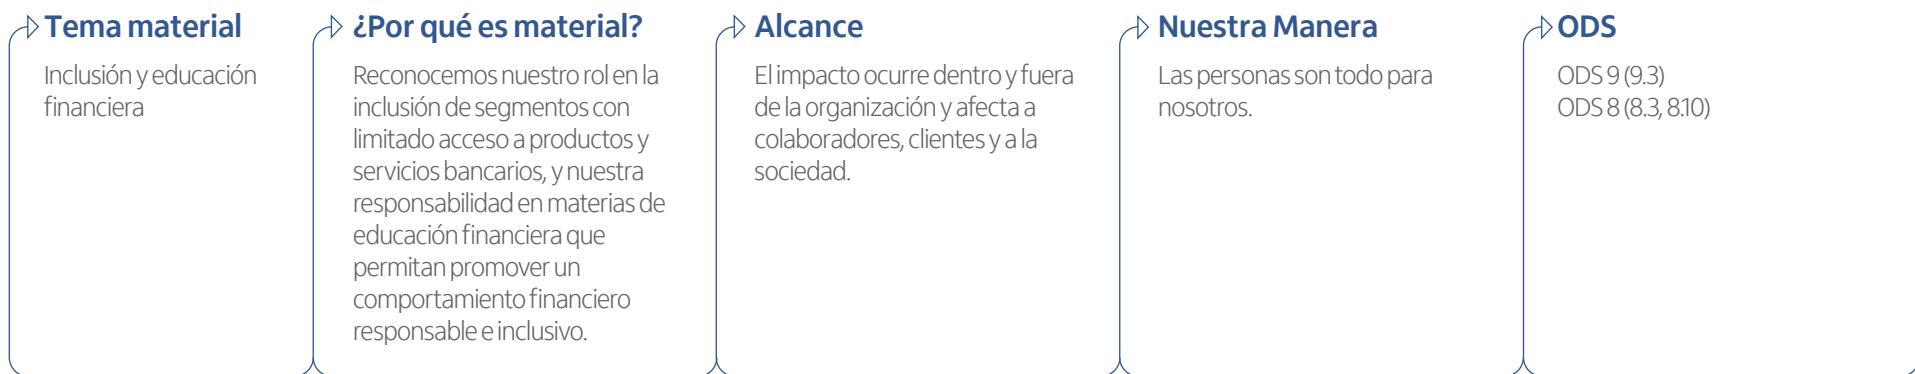 Tema material
Inclusión y educación
financiera
¿Por qué es material?
Reconocemos nuestro rol en la
inclusión de segmentos con
limitado acceso a productos y
servicios bancarios, y nuestra
responsabilidad en materias de
educación financiera que
permitan promover un
comportamiento financiero
responsable e inclusivo.
Alcance
El impacto ocurre dentro y fuera
de la organización y afecta a
colaboradores, clientes y a la
sociedad.
Nuestra Manera
Las personas son todo para
nosotros.
ODS
ODS 9 (9.3)
ODS 8 (8.3, 8.10)